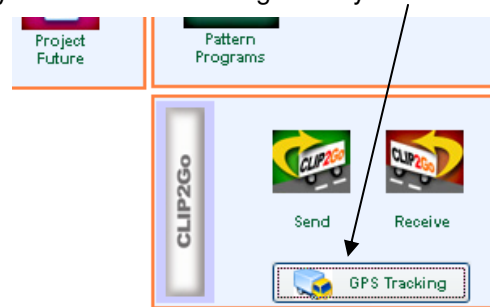 Project
Future
Pattern
Programs
CLIP2GO
CLIP2Go
CLIP2Go
Send
Receive
GPS Tracking